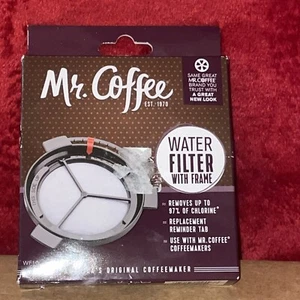 SAME GREAT
MR. COFFEE®
BRAND YOU
TRUST WITH
A GREAT
NEW LOOK
Mr. Coffee®
EST. 1970
WATER
FILTER
WITH FRAME
- REMOVES UP TO
97% OF CHLORINE*
- REPLACEMENT
REMINDER TAB
- USE WITH MR. COFFEE®
COFFEEMAKERS
ORIGINAL COFFEEMAKER